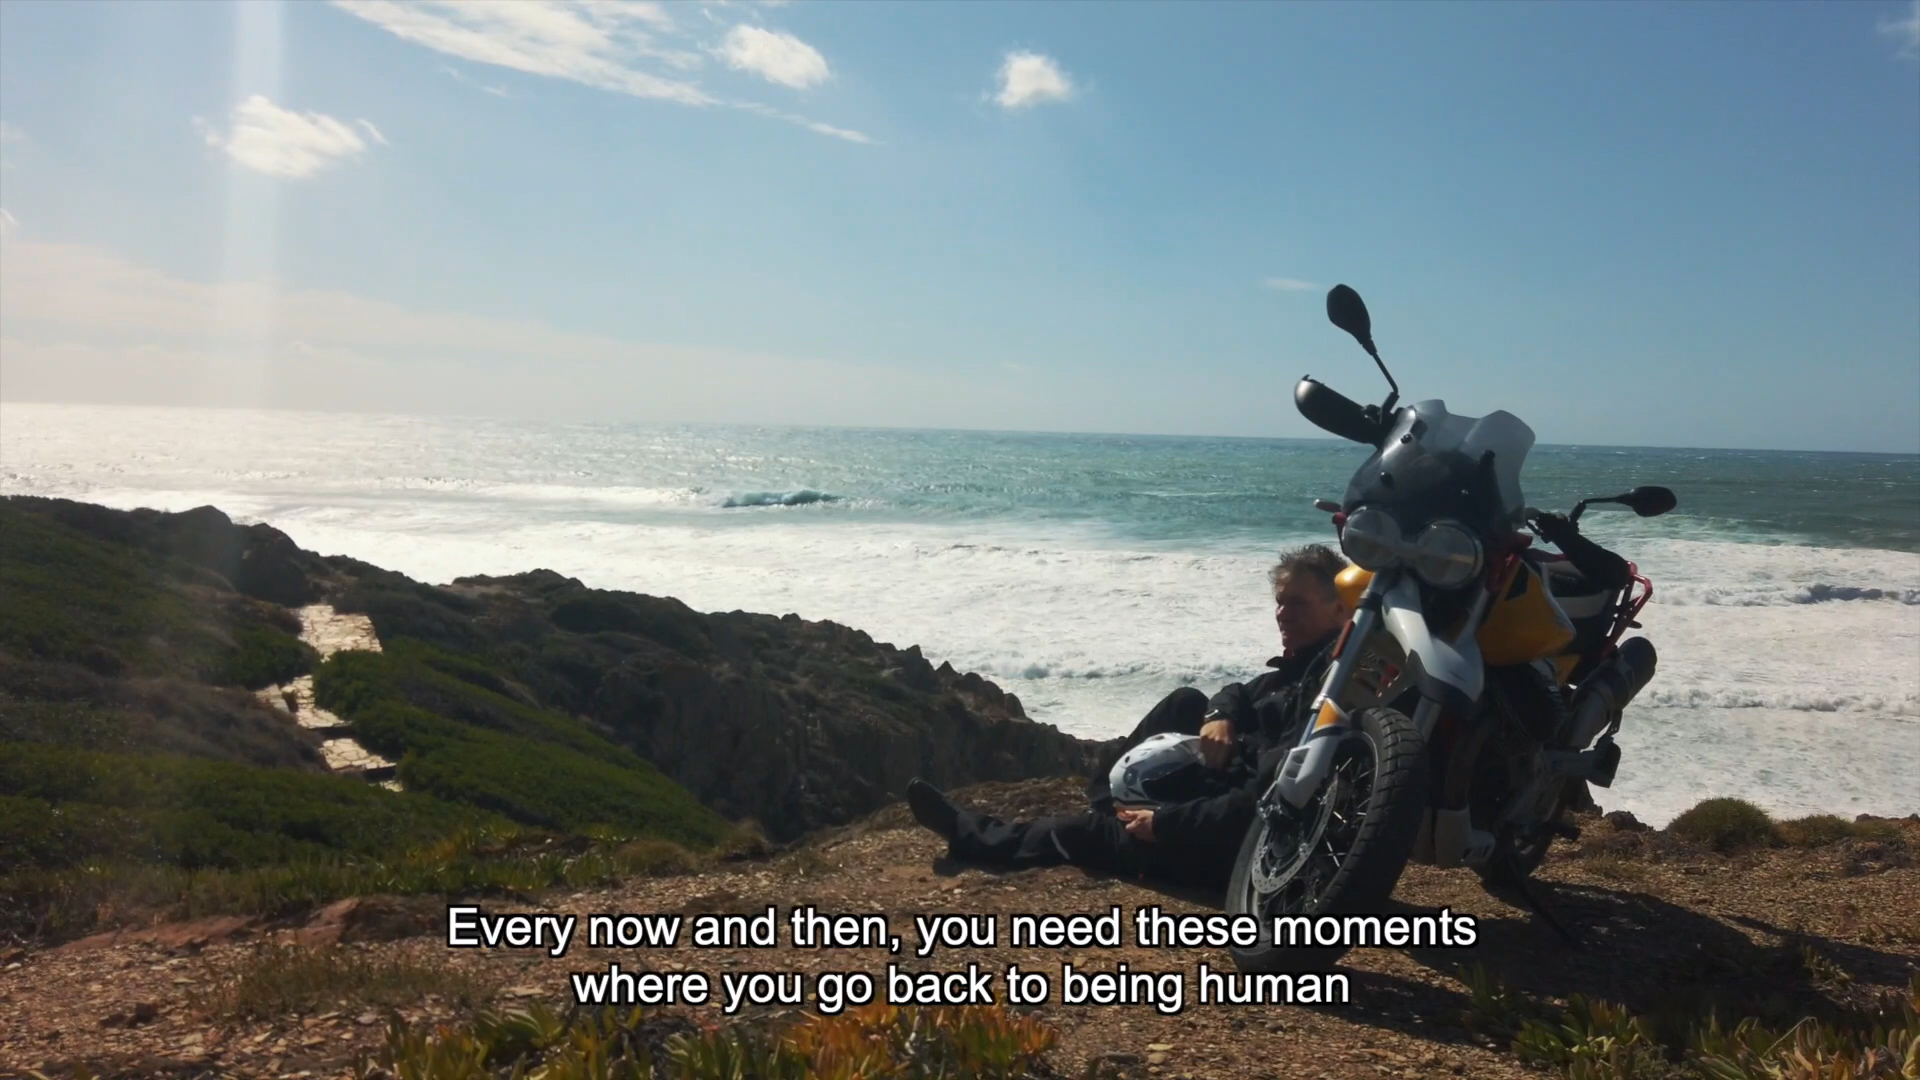 Every now and then, you need these moments
where you go back to being human